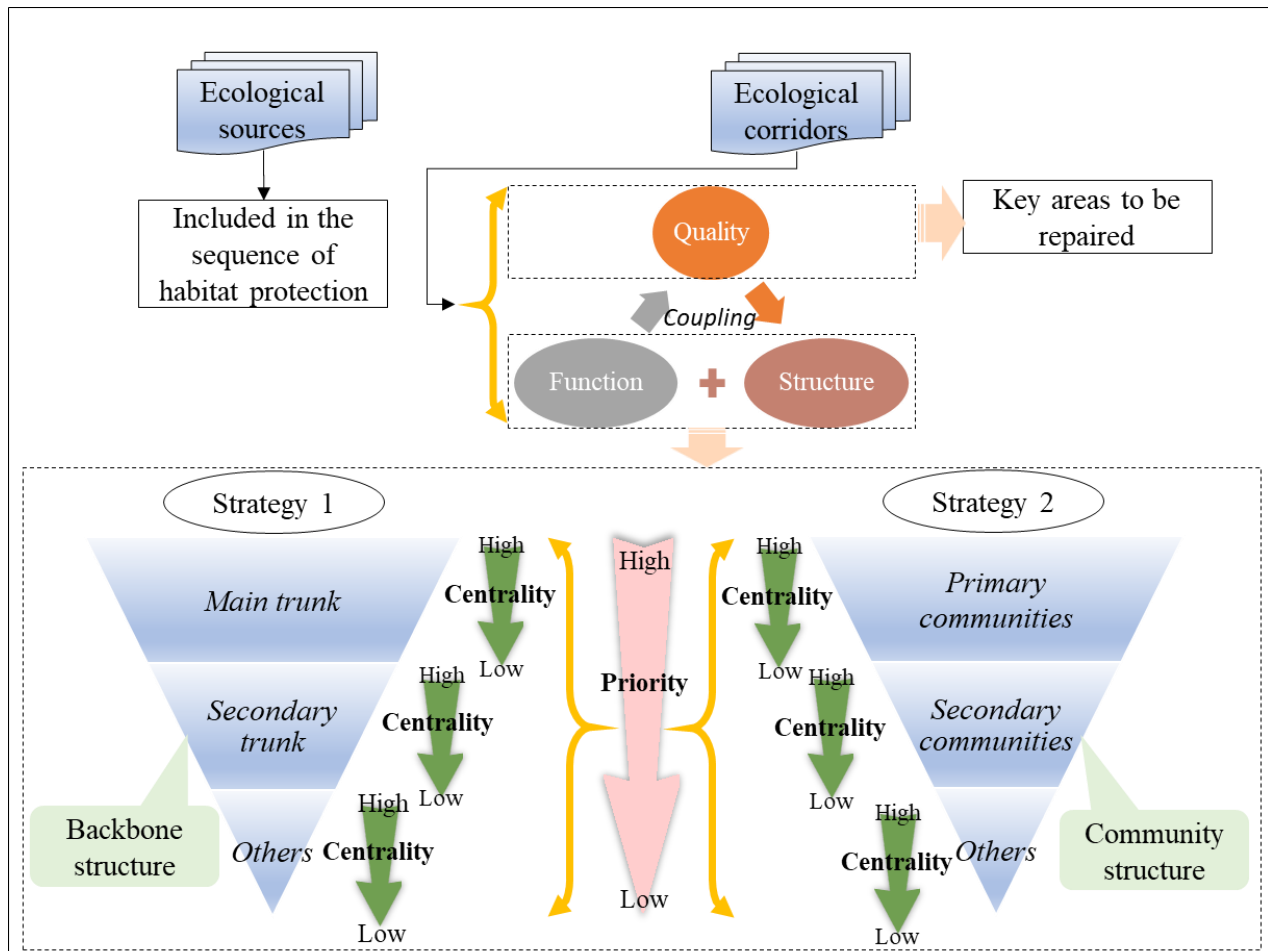 Ecological
sources
Ecological
corridors
Included in the
sequence of
habitat protection
Quality
Key areas to be
repaired
Coupling
Function
Structure
Strategy 1
Strategy 2
Main trunk
Secondary
trunk
Others
Backbone
structure
High
Centrality
Low
High
Centrality
Low
High
Centrality
Low
High
Priority
Low
High
Centrality
Low
High
Centrality
Low
High
Centrality
Low
Primary
communities
Secondary
communities
Others
Community
structure